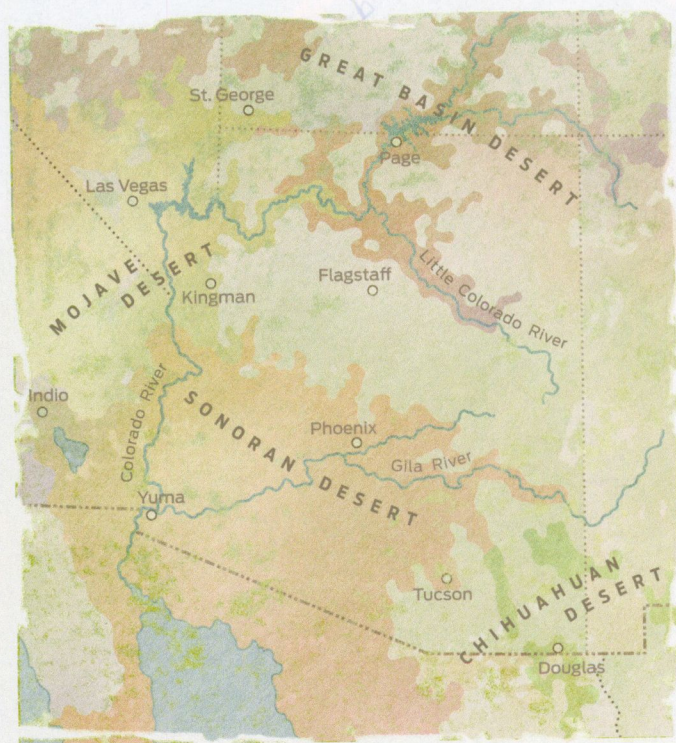 GREAT BASIN DESERT
St. George
Page
Las Vegas
MOJAVE
DESERT
Kingman
Flagstaff
Little Colorado River
Indio
Colorado River
SONORAN DESERT
Phoenix
Gila River
Yuma
Tucson
CHIHUAHUAN
DESERT
Douglas